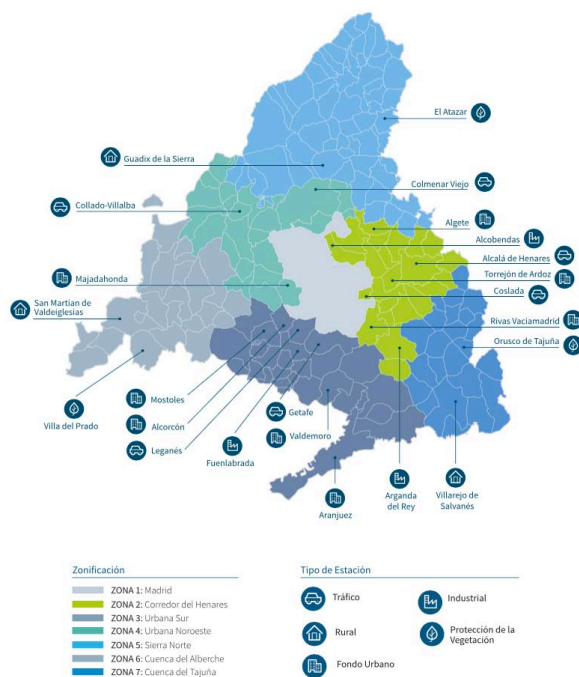 El Atazar
Guadix de la Sierra
Colmenar Viejo
Collado-Villalba
Algete
Alcobendas
Alcalá de Henares
Torrejón de Ardoz
Majadahonda
Coslada
San Martían de
Valdeiglesias
Rivas Vaciamadrid
Orusco de Tajuña
Mostoles
Villa del Prado
Alcorcón
Getafe
Leganés
Valdemoro
Fuenlabrada
Aranjuez
Arganda
del Rey
Villarejo de
Salvanés
Zonificación
ZONA 1: Madrid
ZONA 2: Corredor del Henares
ZONA 3: Urbana Sur
ZONA 4: Urbana Noroeste
ZONA 5: Sierra Norte
ZONA 6: Cuenca del Alberche
ZONA 7: Cuenca del Tajuña
Tipo de Estación
Tráfico
Industrial
Rural
Protección de la
Vegetación
Fondo Urbano